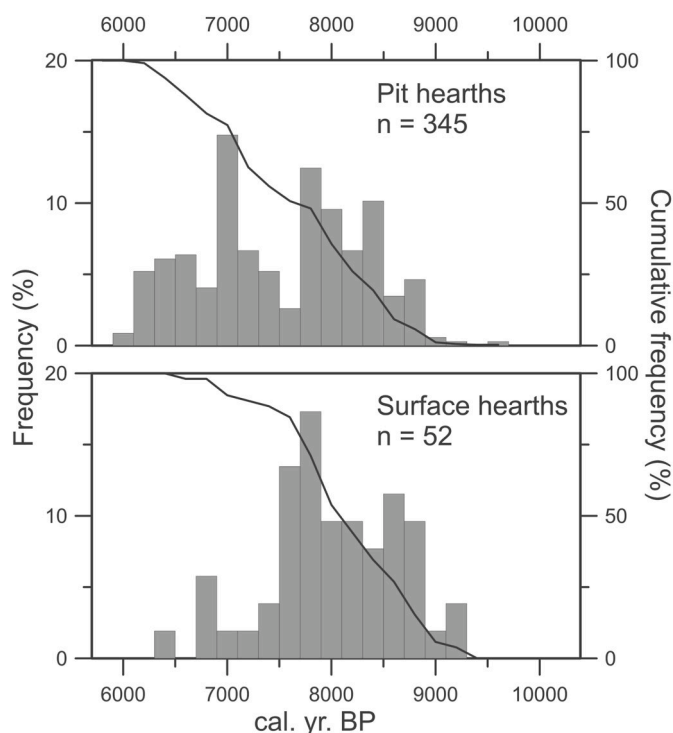 6000 7000 8000 9000 10000
20 100
Pit hearths
n = 345
10 50
0 0
20 100
Surface hearths
n = 52
10 50
0 0
6000 7000 8000 9000 10000
cal. yr. BP
Frequency (%)
Cumulative frequency (%)